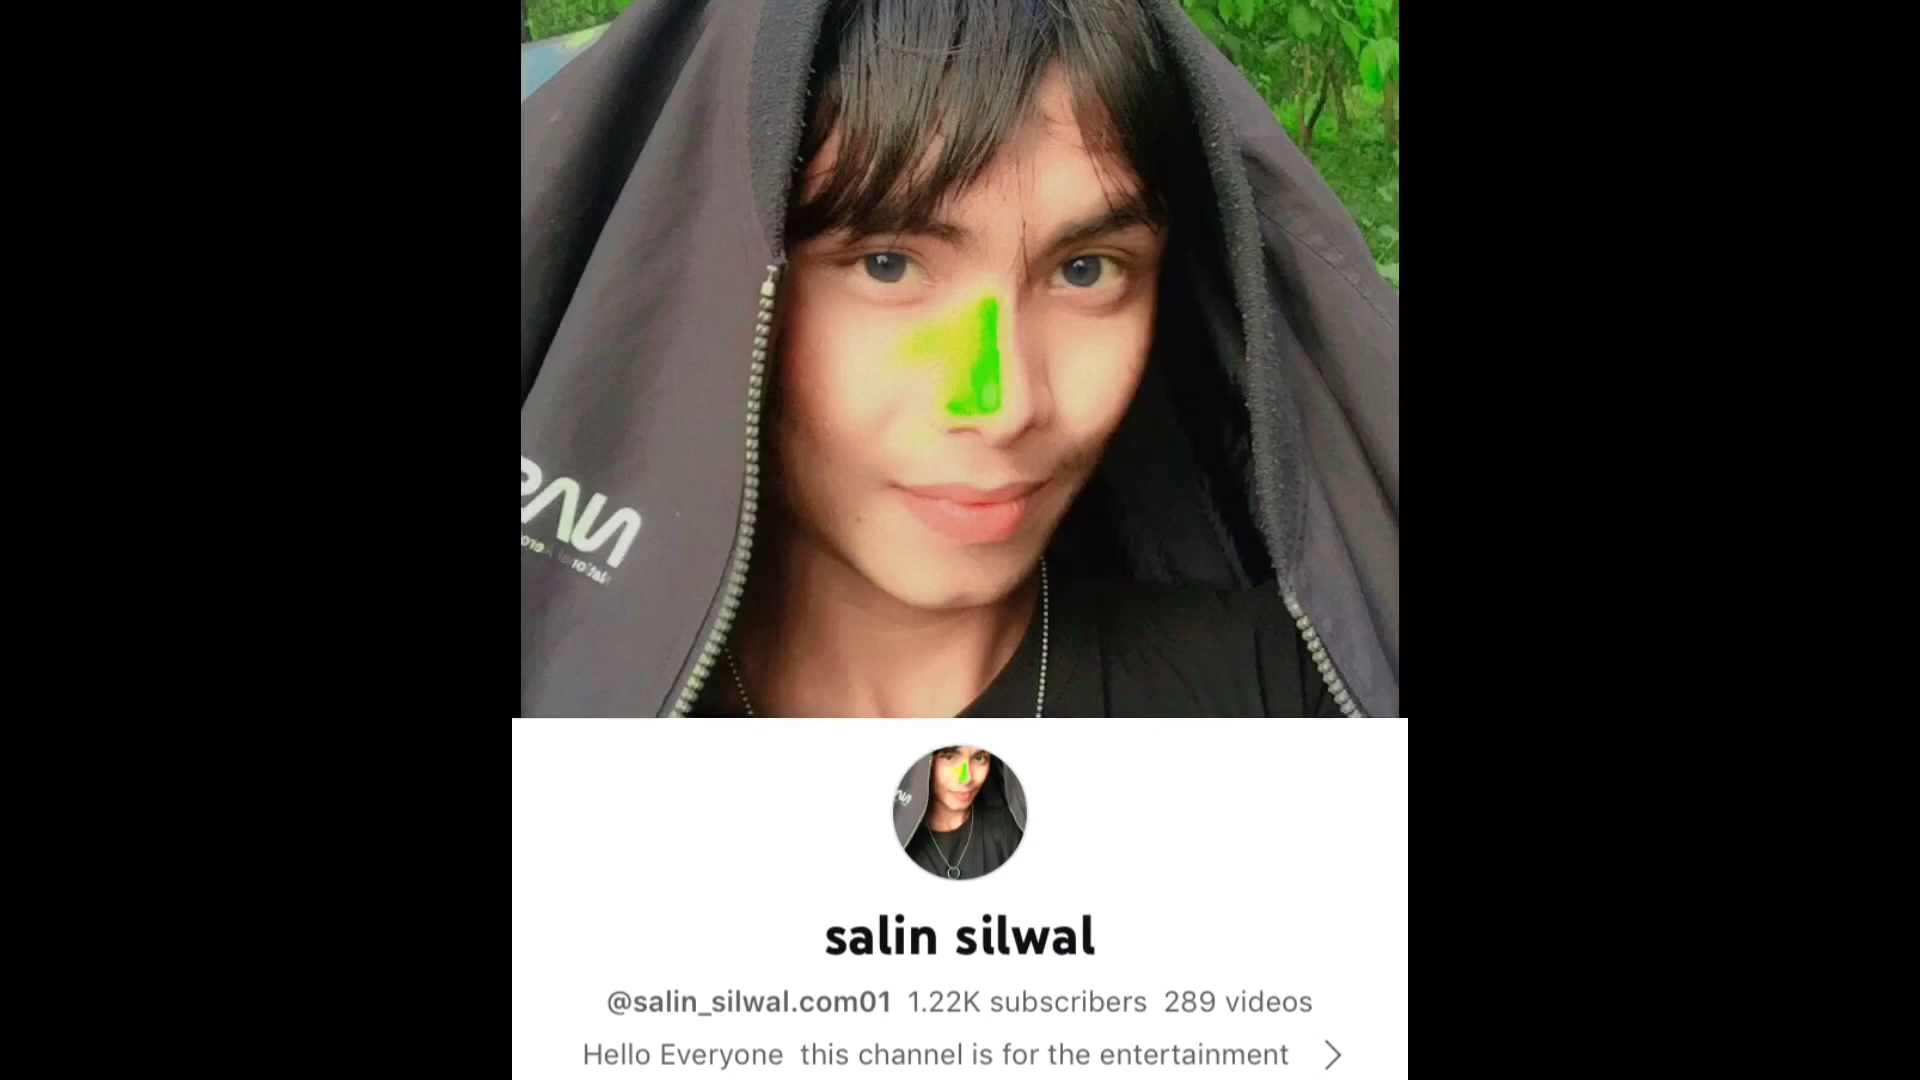 salin silwal
@salin_silwal.com01 1.22K subscribers 289 videos
Hello Everyone this channel is for the entertainment